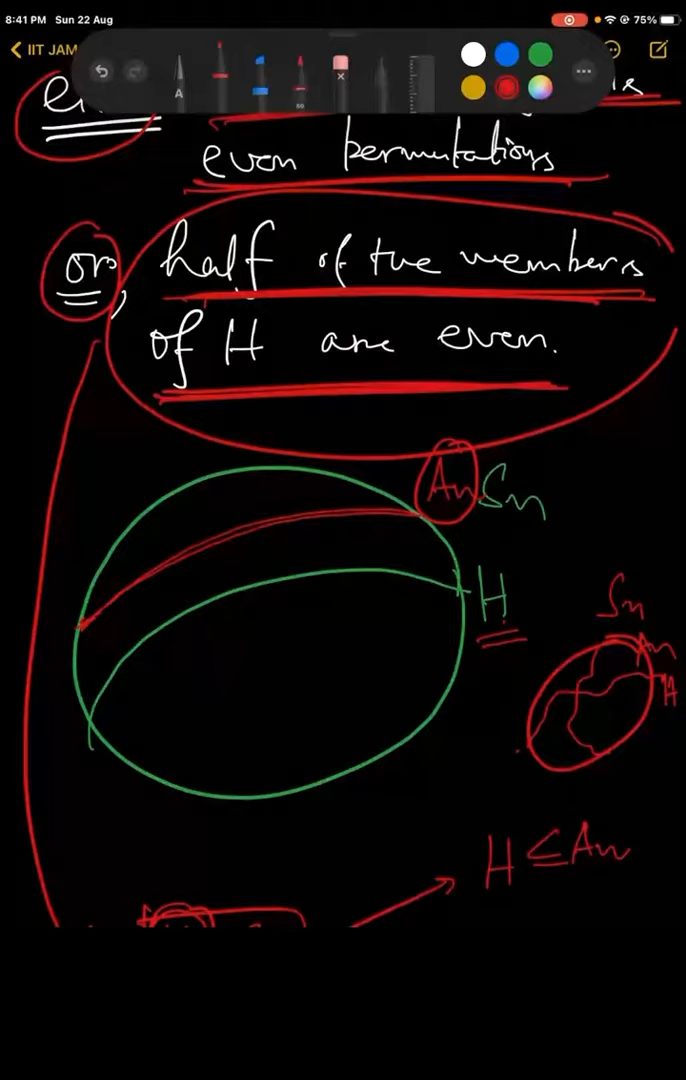 8:41 PM Sun 22 Aug
75%
IIT JAM
even permutations
or, half of the members
of H are even.
An Sn
H
Sn
An
H
H ≤ An